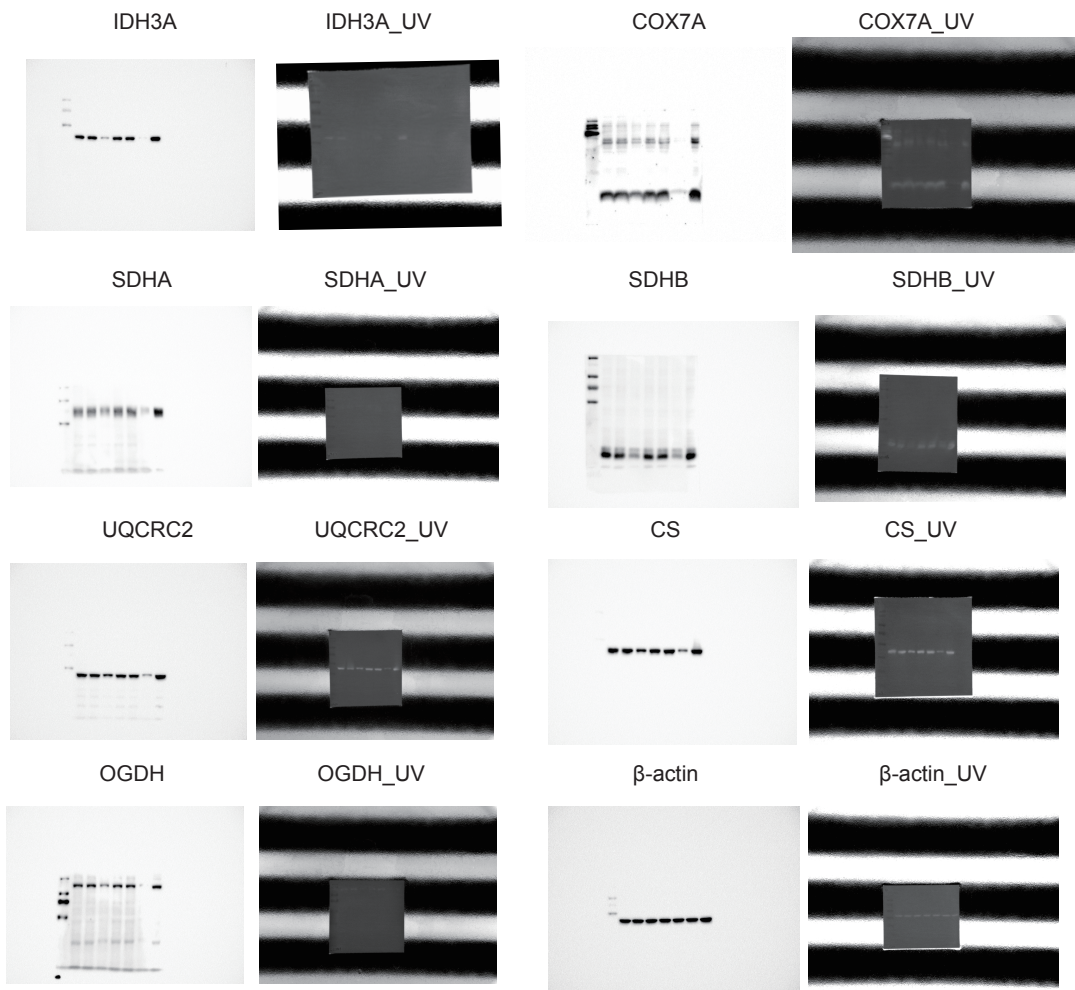 IDH3A IDH3A_UV COX7A COX7A_UV
SDHA SDHA_UV SDHB SDHB_UV
UQCRC2 UQCRC2_UV CS CS_UV
OGDH OGDH_UV β-actin β-actin_UV